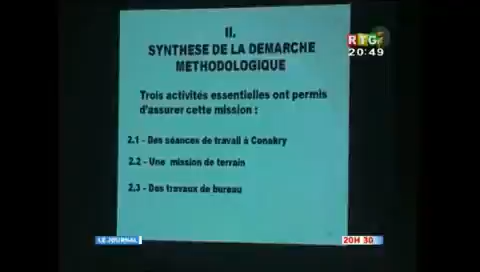 II.
SYNTHESE DE LA DEMARCHE
METHODOLOGIQUE
RTG
20:49
Trois activités essentielles ont permis
d'assurer cette mission :
2.1 - Des séances de travail à Conakry
2.2 - Une mission de terrain
2.3 - Des travaux de bureau
LE JOURNAL
20H 30